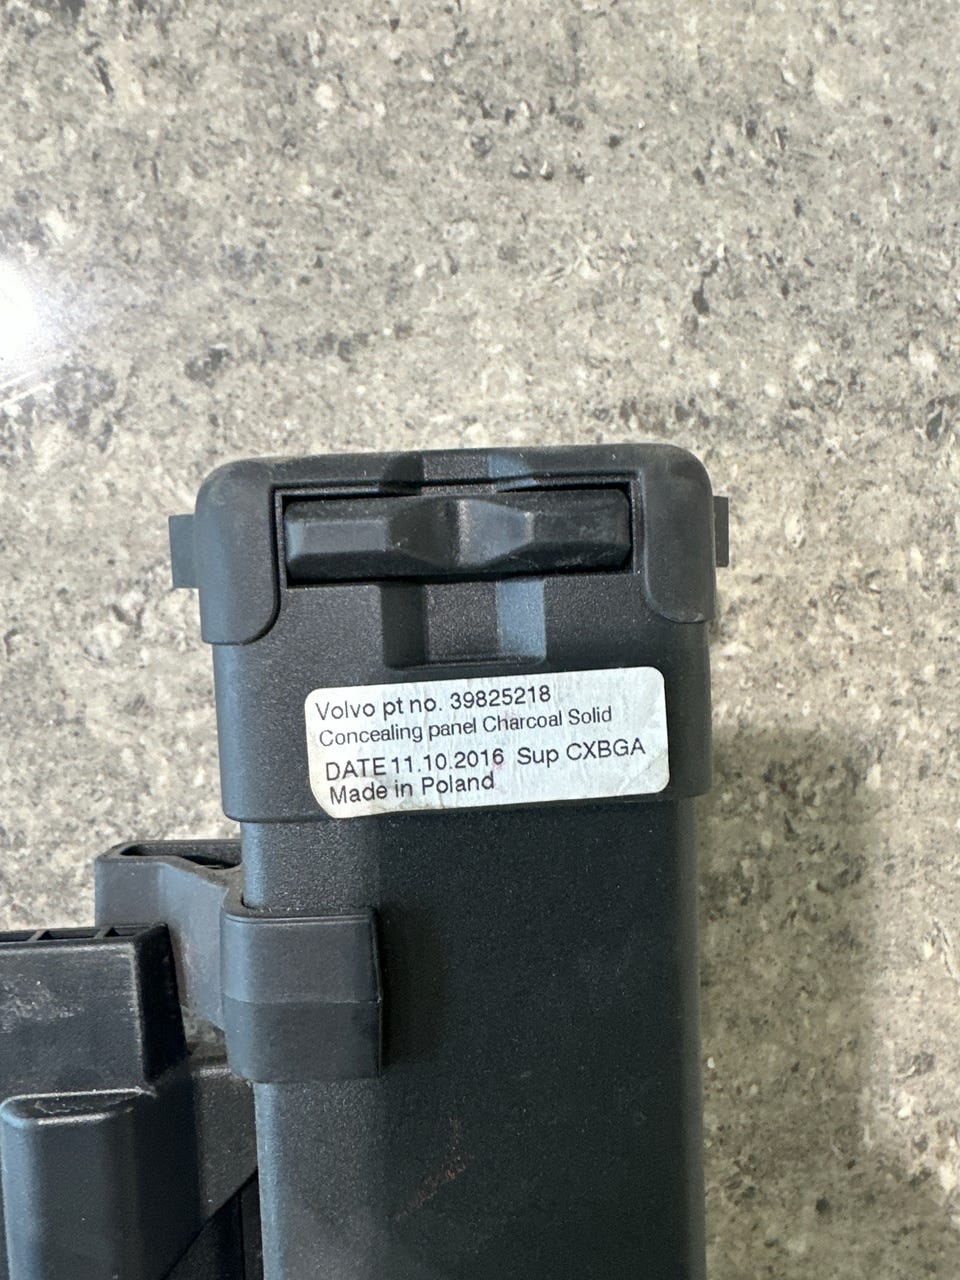 Volvo pt no. 39825218
Concealing panel Charcoal Solid
DATE 11.10.2016 Sup CXBGA
Made in Poland